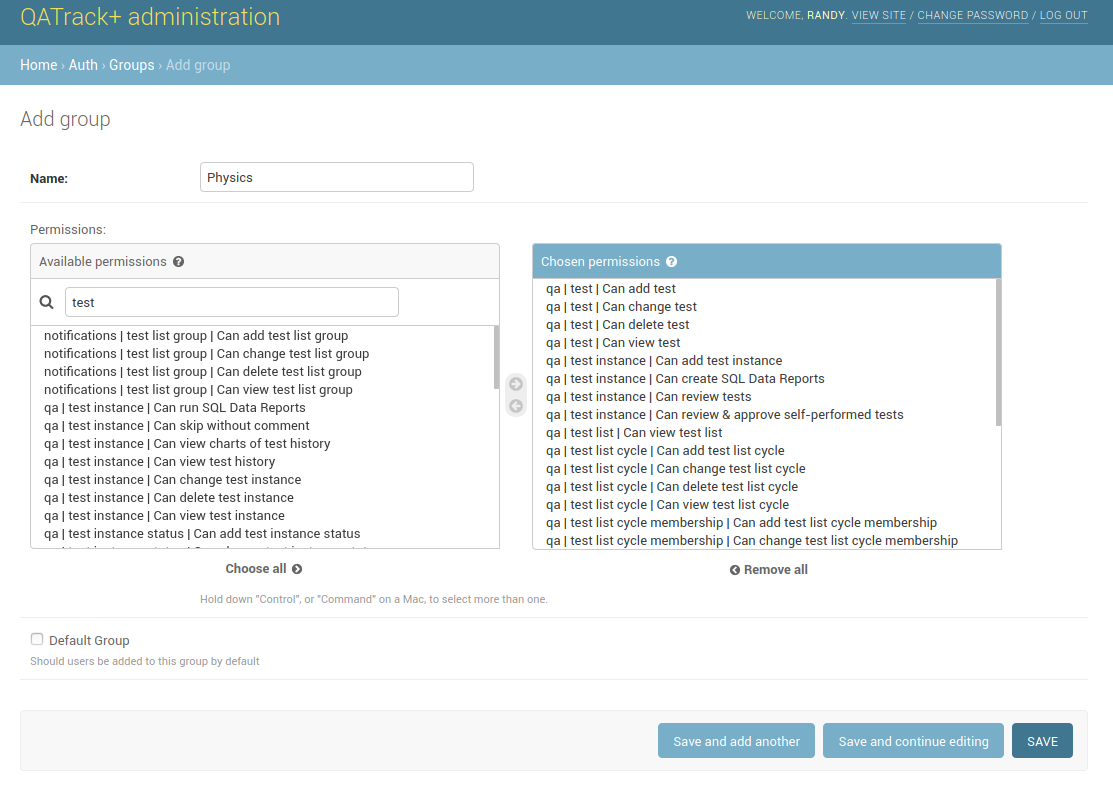 QATrack+ administration
WELCOME, RANDY. VIEW SITE / CHANGE PASSWORD / LOG OUT
Home › Auth › Groups › Add group
Add group
Name:
Physics
Permissions:
Available permissions ?
test
notifications | test list group | Can add test list group
notifications | test list group | Can change test list group
notifications | test list group | Can delete test list group
notifications | test list group | Can view test list group
qa | test instance | Can run SQL Data Reports
qa | test instance | Can skip without comment
qa | test instance | Can view charts of test history
qa | test instance | Can view test history
qa | test instance | Can change test instance
qa | test instance | Can delete test instance
qa | test instance | Can view test instance
qa | test instance status | Can add test instance status
Choose all
Chosen permissions ?
qa | test | Can add test
qa | test | Can change test
qa | test | Can delete test
qa | test | Can view test
qa | test instance | Can add test instance
qa | test instance | Can create SQL Data Reports
qa | test instance | Can review tests
qa | test instance | Can review & approve self-performed tests
qa | test list | Can view test list
qa | test list cycle | Can add test list cycle
qa | test list cycle | Can change test list cycle
qa | test list cycle | Can delete test list cycle
qa | test list cycle | Can view test list cycle
qa | test list cycle membership | Can add test list cycle membership
qa | test list cycle membership | Can change test list cycle membership
Remove all
Hold down "Control", or "Command" on a Mac, to select more than one.
Default Group
Should users be added to this group by default
Save and add another
Save and continue editing
SAVE